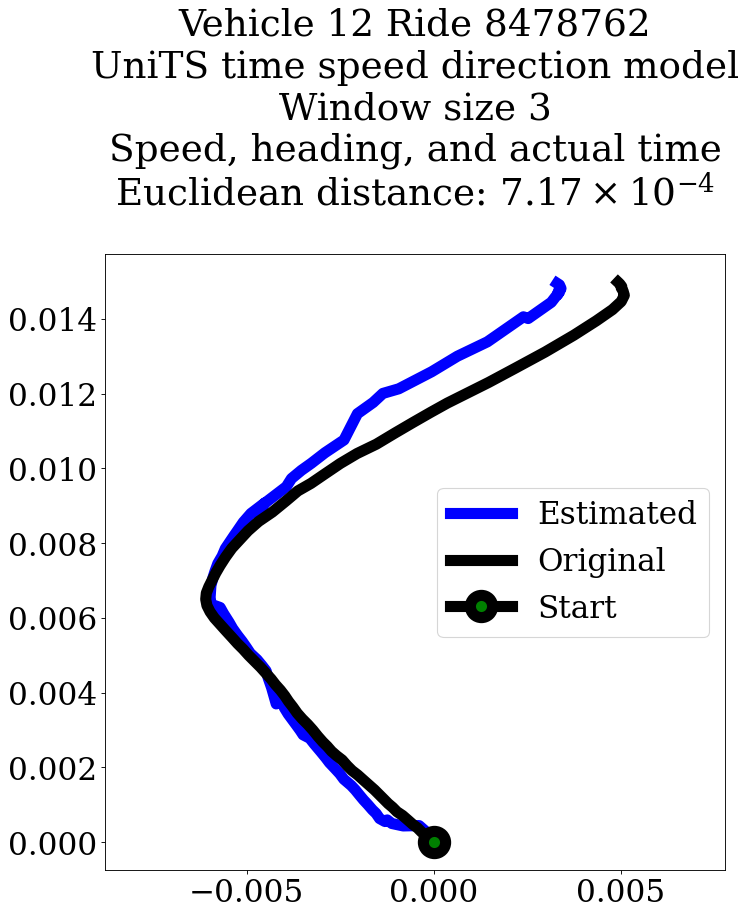 Vehicle 12 Ride 8478762
UniTS time speed direction model
Window size 3
Speed, heading, and actual time
Euclidean distance: 7.17 × 10⁻⁴
0.014
0.012
0.010
0.008
0.006
0.004
0.002
0.000
Estimated
Original
Start
−0.005 0.000 0.005